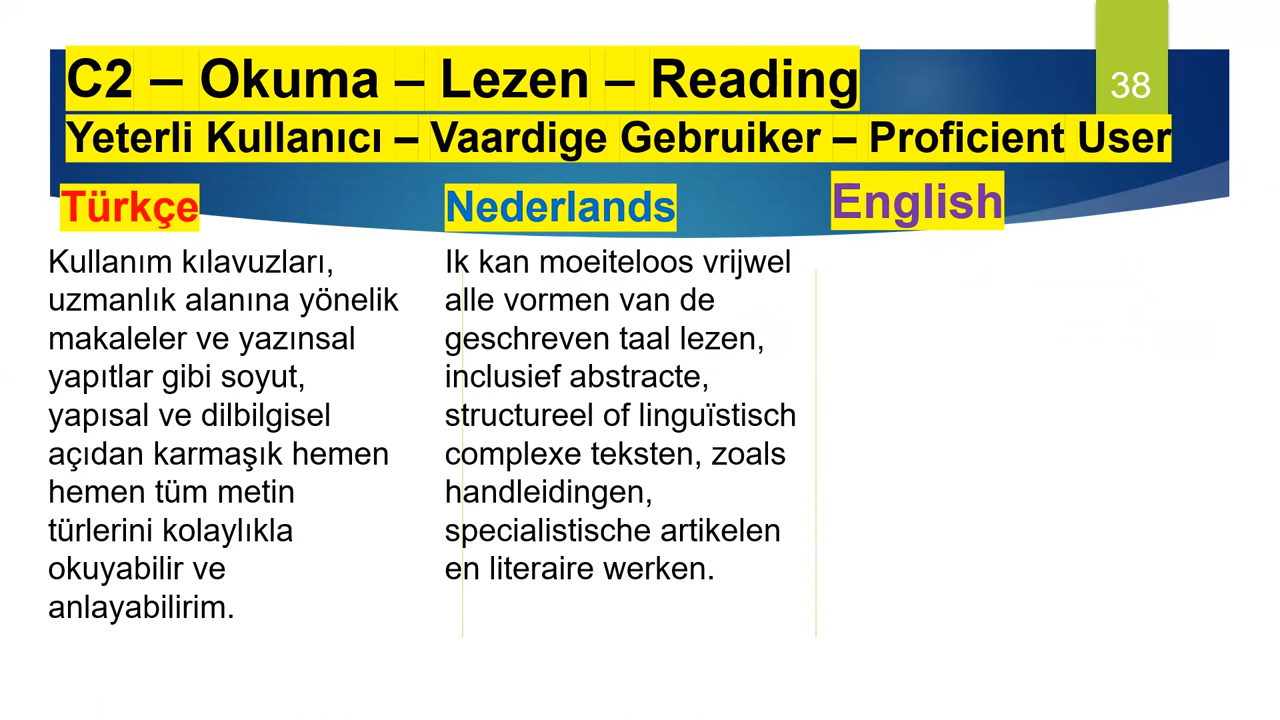 C2 – Okuma – Lezen – Reading
38
Yeterli Kullanıcı – Vaardige Gebruiker – Proficient User
Türkçe
Kullanım kılavuzları,
uzmanlık alanına yönelik
makaleler ve yazınsal
yapıtlar gibi soyut,
yapısal ve dilbilgisel
açıdan karmaşık hemen
hemen tüm metin
türlerini kolaylıkla
okuyabilir ve
anlayabilirim.
Nederlands
Ik kan moeiteloos vrijwel
alle vormen van de
geschreven taal lezen,
inclusief abstracte,
structureel of linguïstisch
complexe teksten, zoals
handleidingen,
specialistische artikelen
en literaire werken.
English